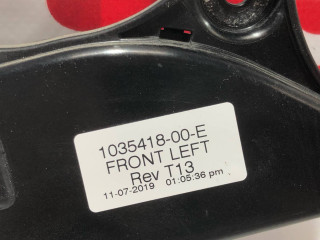 1035418-00-E
FRONT LEFT
Rev T13
11-07-2019 01:05:36 pm